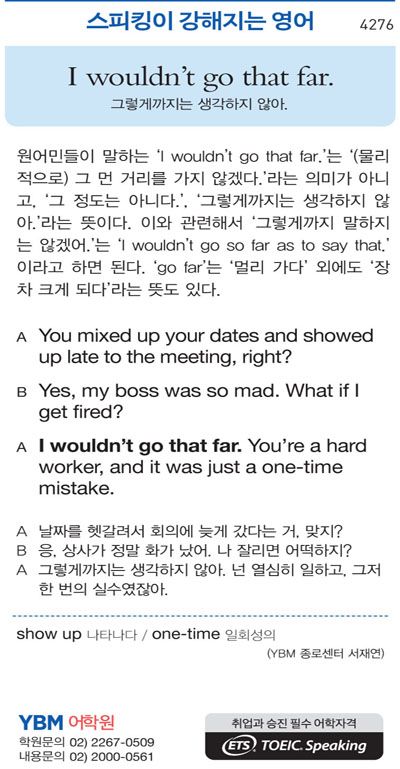 스피킹이 강해지는 영어 4276
I wouldn't go that far.
그렇게까지는 생각하지 않아.
원어민들이 말하는 ‘I wouldn't go that far.’는 ‘(물리
적으로) 그 먼 거리를 가지 않겠다.’라는 의미가 아니
고, ‘그 정도는 아니다.’, ‘그렇게까지는 생각하지 않
아.’라는 뜻이다. 이와 관련해서 ‘그렇게까지 말하지
는 않겠어.’는 ‘I wouldn't go so far as to say that.’
이라고 하면 된다. ‘go far’는 ‘멀리 가다’ 외에도 ‘장
차 크게 되다’라는 뜻도 있다.
A You mixed up your dates and showed
up late to the meeting, right?
B Yes, my boss was so mad. What if I
get fired?
A I wouldn't go that far. You're a hard
worker, and it was just a one-time
mistake.
A 날짜를 헷갈려서 회의에 늦게 갔다는 거, 맞지?
B 응, 상사가 정말 화가 났어. 나 잘리면 어떡하지?
A 그렇게까지는 생각하지 않아. 넌 열심히 일하고, 그저
한 번의 실수였잖아.
show up 나타나다 / one-time 일회성의
(YBM 종로센터 서재연)
YBM 어학원
학원문의 02) 2267-0509
내용문의 02) 2000-0561
취업과 승진 필수 어학자격
ETS TOEIC. Speaking